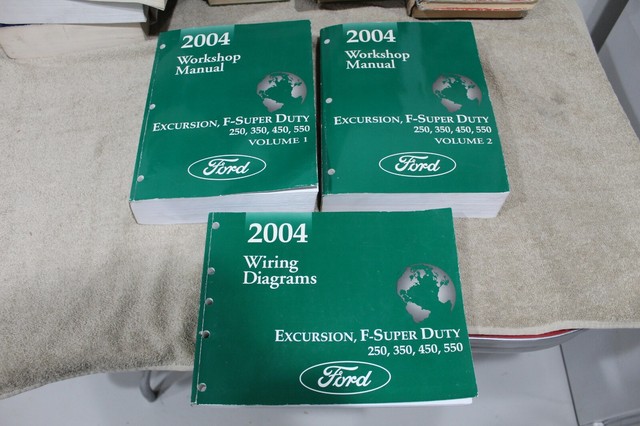 2004
Workshop
Manual
EXCURSION, F-SUPER DUTY
250, 350, 450, 550
VOLUME 1
Ford
2004
Workshop
Manual
EXCURSION, F-SUPER DUTY
250, 350, 450, 550
VOLUME 2
Ford
2004
Wiring
Diagrams
EXCURSION, F-SUPER DUTY
250, 350, 450, 550
Ford